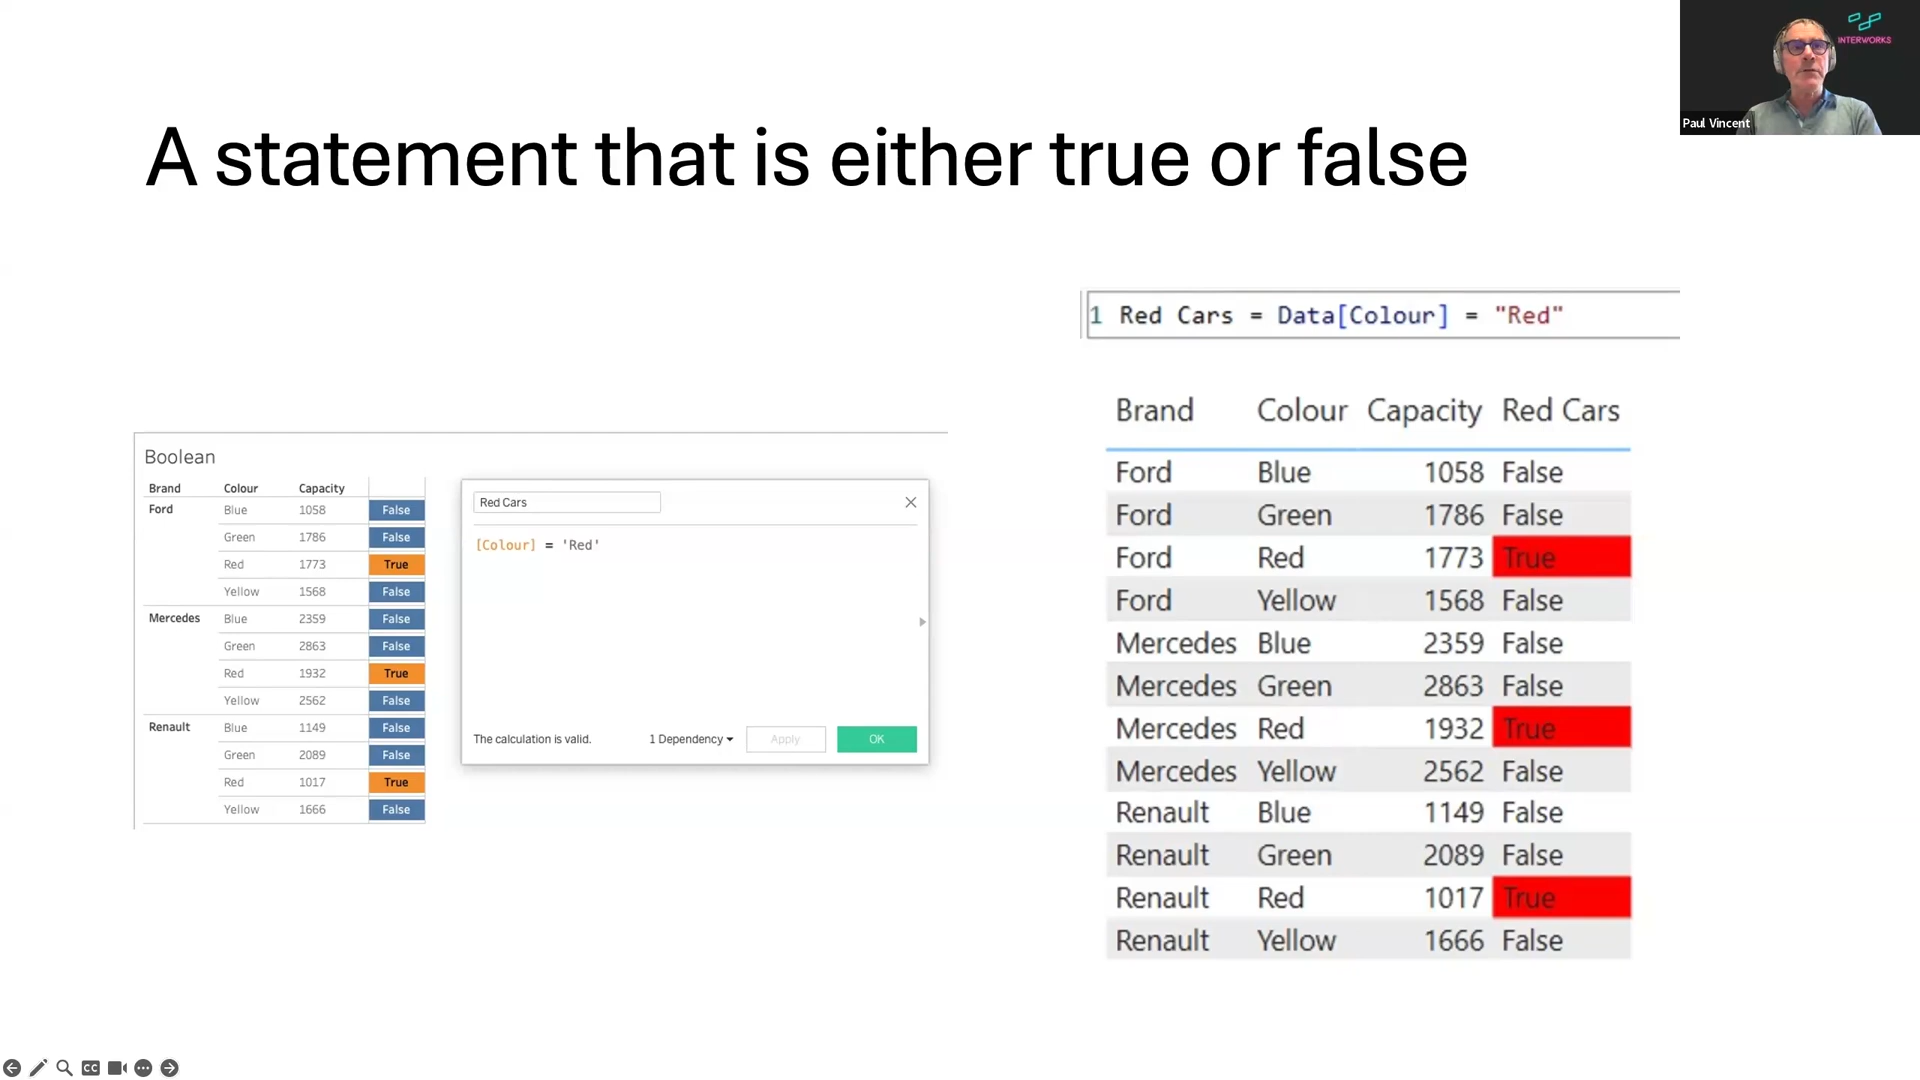 INTERWORKS
Paul Vincent
A statement that is either true or false
1 Red Cars = Data[Colour] = "Red"
Boolean
Brand Colour Capacity
Ford Blue 1058 False
Green 1786 False
Red 1773 True
Yellow 1568 False
Mercedes Blue 2359 False
Green 2863 False
Red 1932 True
Yellow 2562 False
Renault Blue 1149 False
Green 2089 False
Red 1017 True
Yellow 1666 False
Red Cars
[Colour] = 'Red'
The calculation is valid. 1 Dependency Apply OK
Brand Colour Capacity Red Cars
Ford Blue 1058 False
Ford Green 1786 False
Ford Red 1773 True
Ford Yellow 1568 False
Mercedes Blue 2359 False
Mercedes Green 2863 False
Mercedes Red 1932 True
Mercedes Yellow 2562 False
Renault Blue 1149 False
Renault Green 2089 False
Renault Red 1017 True
Renault Yellow 1666 False
CC